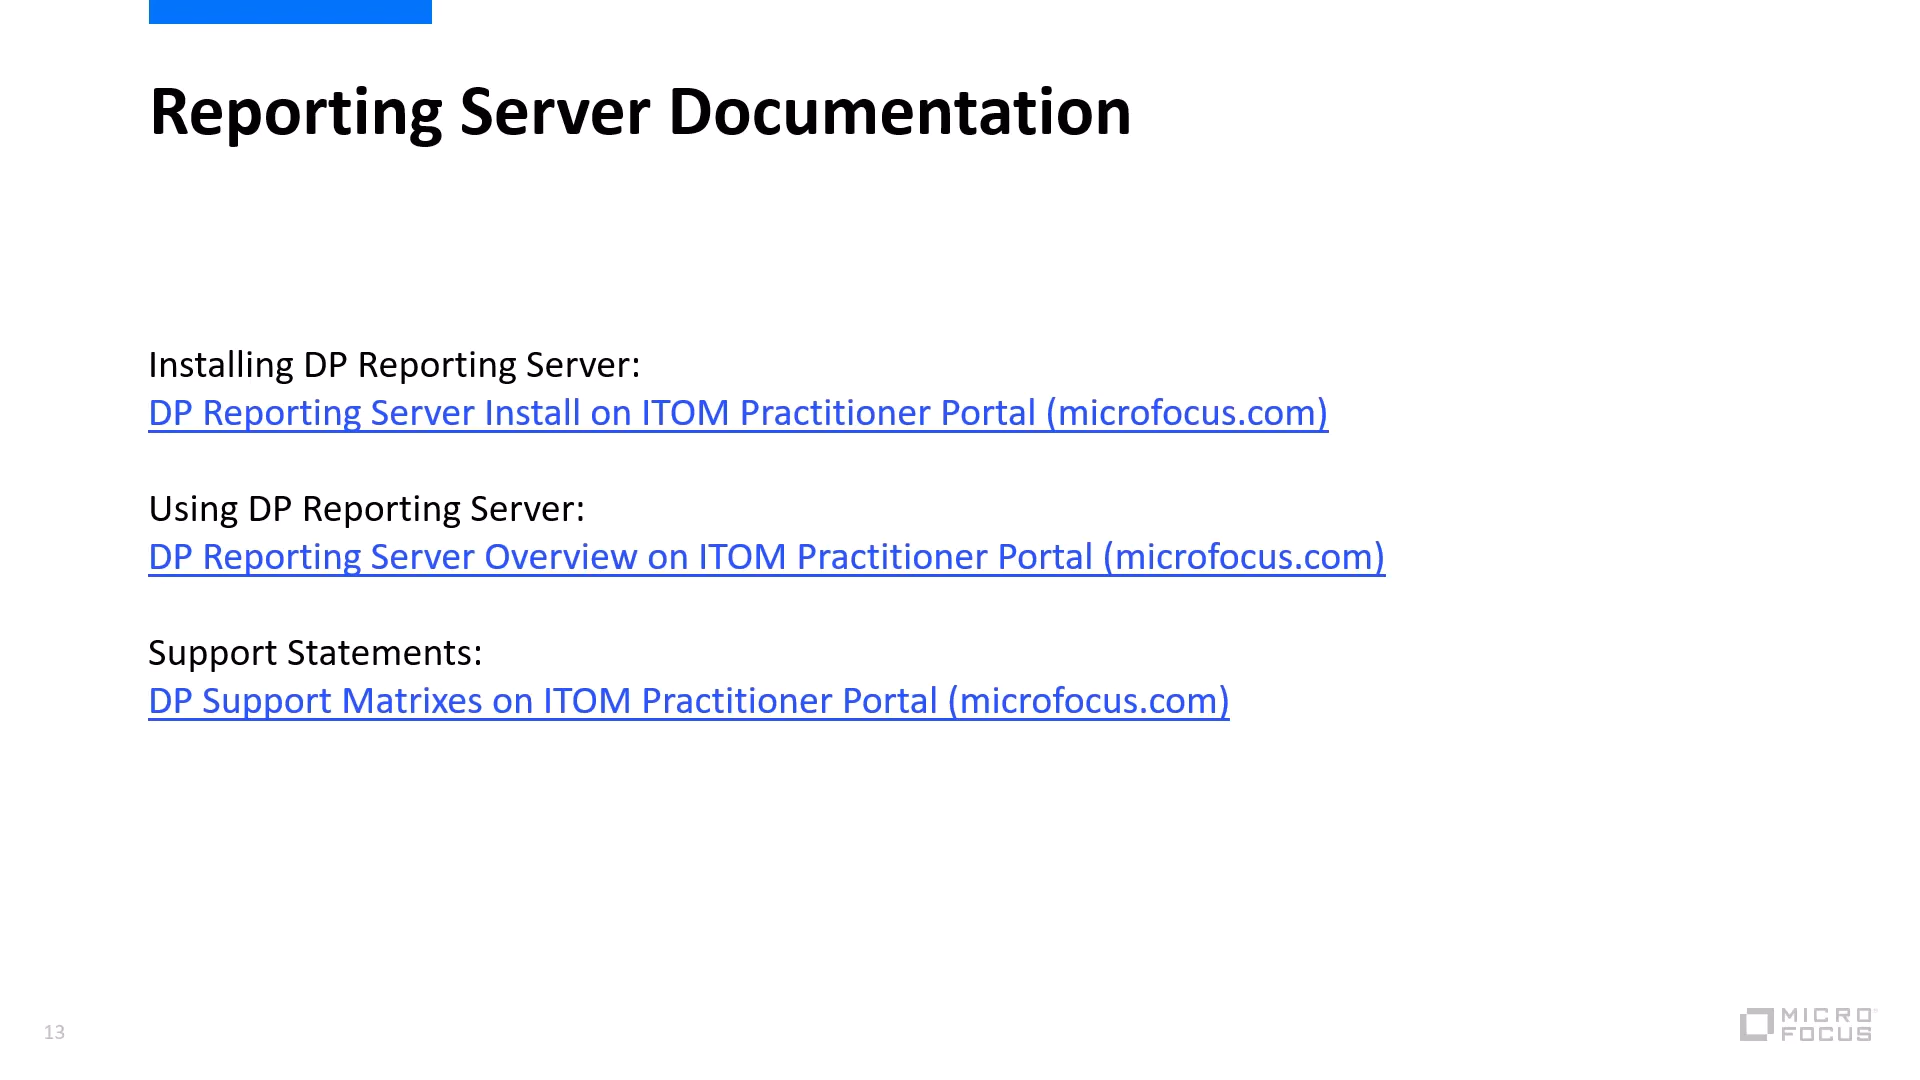 Reporting Server Documentation
Installing DP Reporting Server:
DP Reporting Server Install on ITOM Practitioner Portal (microfocus.com)
Using DP Reporting Server:
DP Reporting Server Overview on ITOM Practitioner Portal (microfocus.com)
Support Statements:
DP Support Matrixes on ITOM Practitioner Portal (microfocus.com)
13
MICRO
FOCUS